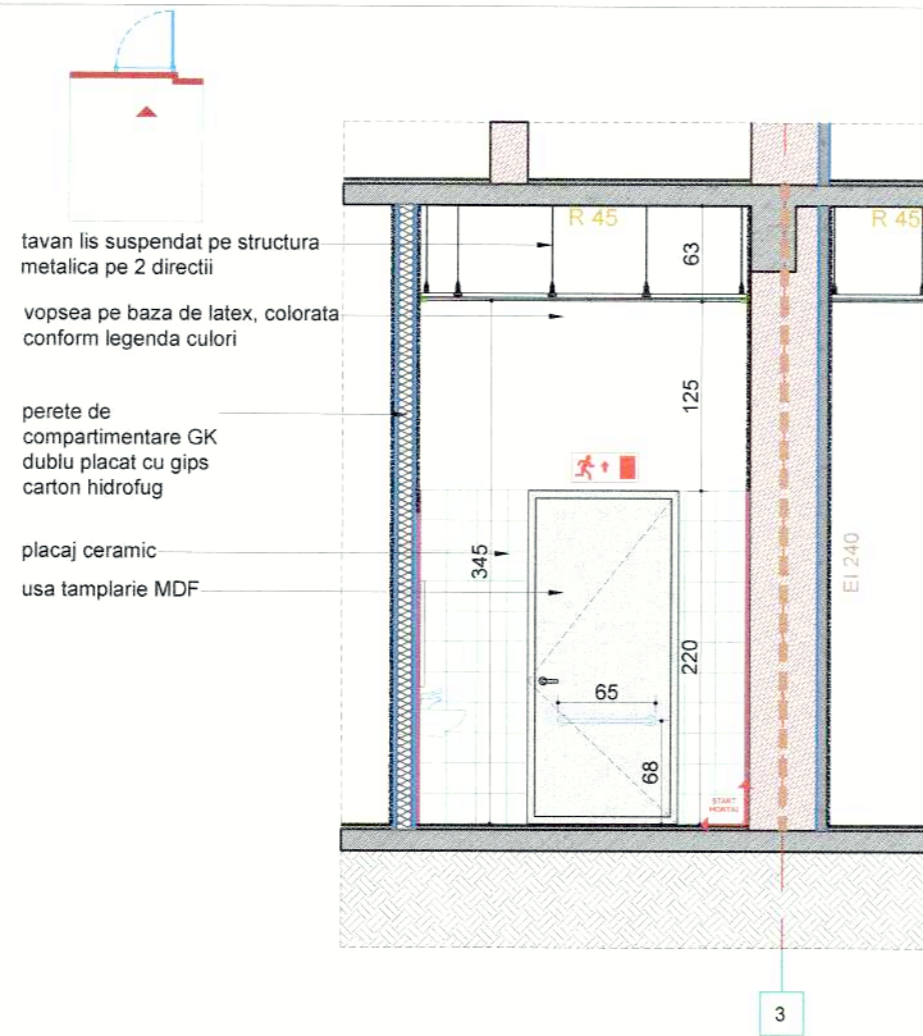 R 45
R 45
tavan lis suspendat pe structura
metalica pe 2 directii
63
vopsea pe baza de latex, colorata
conform legenda culori
125
perete de
compartimentare GK
dublu placat cu gips
carton hidrofug
placaj ceramic
345
EI 240
usa tamplarie MDF
220
65
68
START
MONTAJ
3